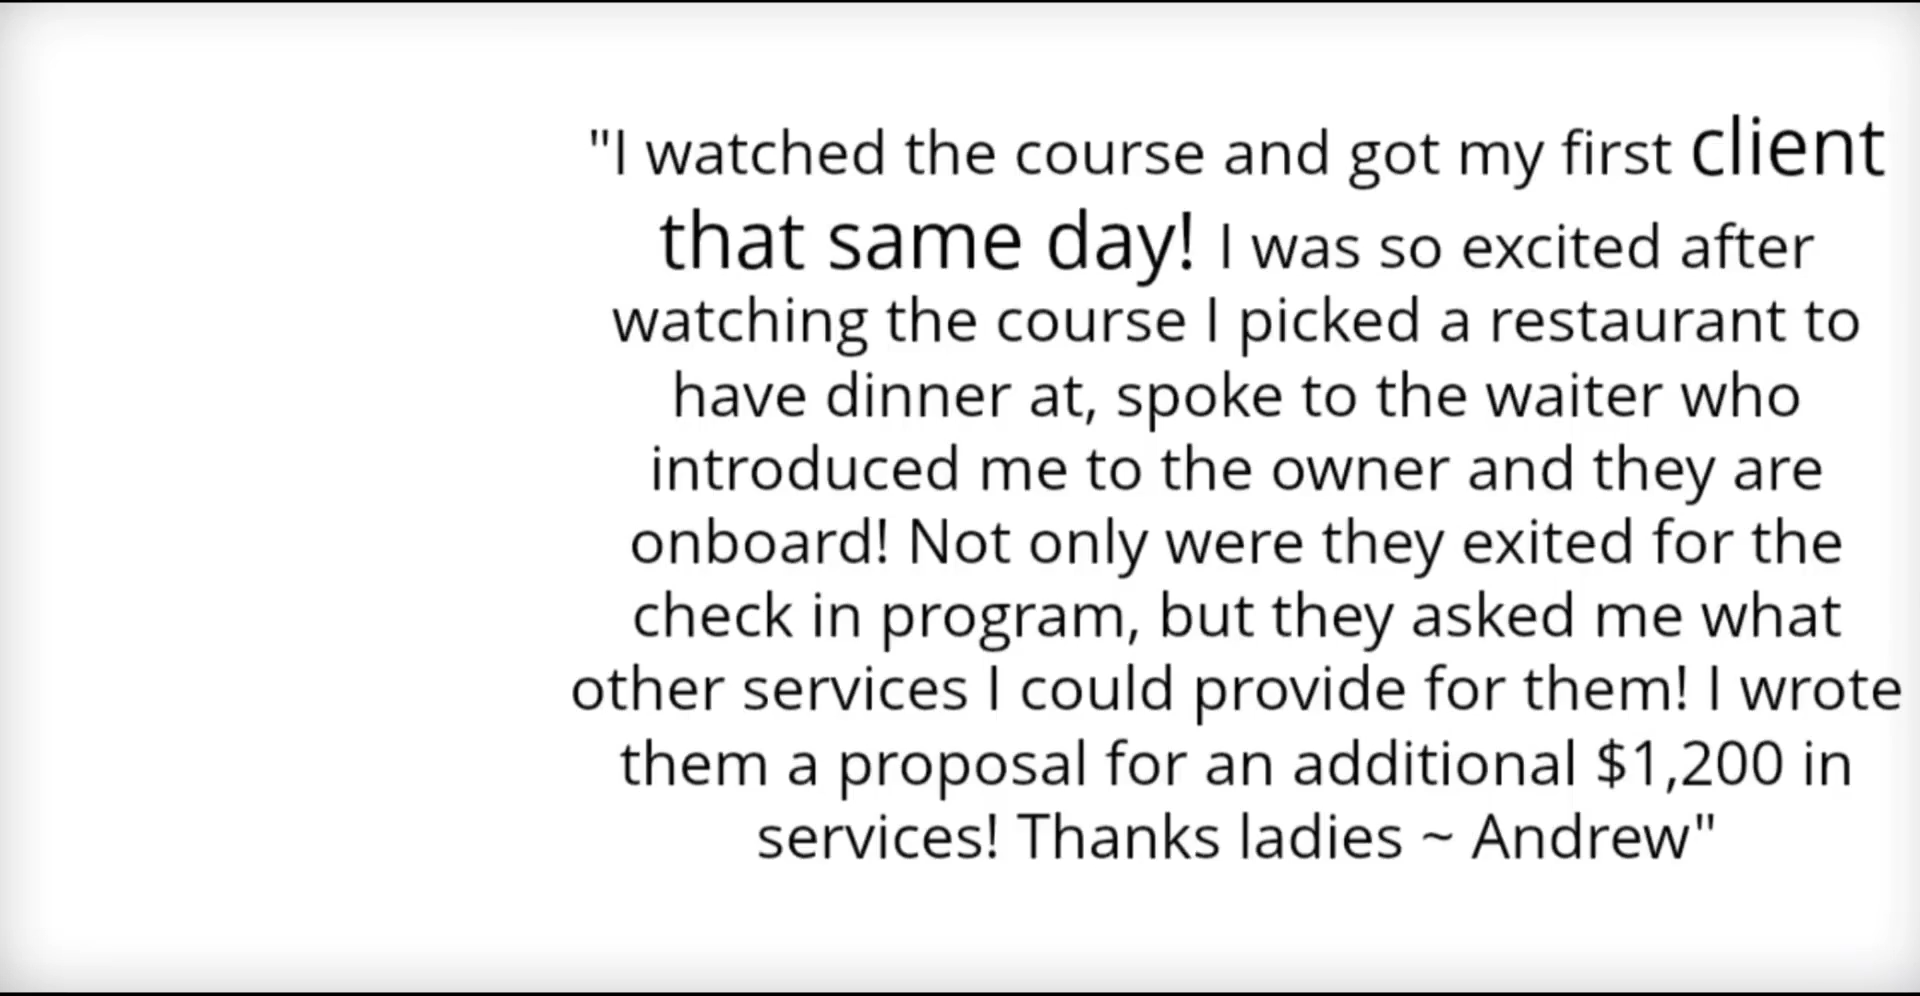 "I watched the course and got my first client
that same day! I was so excited after
watching the course I picked a restaurant to
have dinner at, spoke to the waiter who
introduced me to the owner and they are
onboard! Not only were they exited for the
check in program, but they asked me what
other services I could provide for them! I wrote
them a proposal for an additional $1,200 in
services! Thanks ladies ~ Andrew"